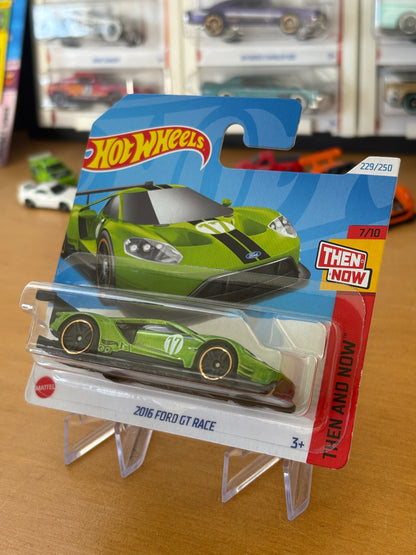 HOT WHEELS
229/250
7/10
THEN AND NOW
17
Ford
17
THEN AND NOW
MATTEL
2016 FORD GT RACE
3+